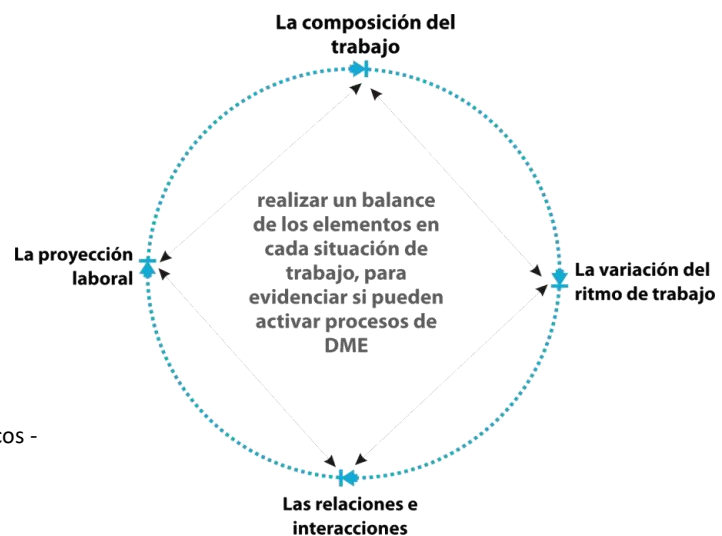 La composición del
trabajo
realizar un balance
de los elementos en
cada situación de
trabajo, para
evidenciar si pueden
activar procesos de
DME
La proyección
laboral
La variación del
ritmo de trabajo
cos -
Las relaciones e
interacciones